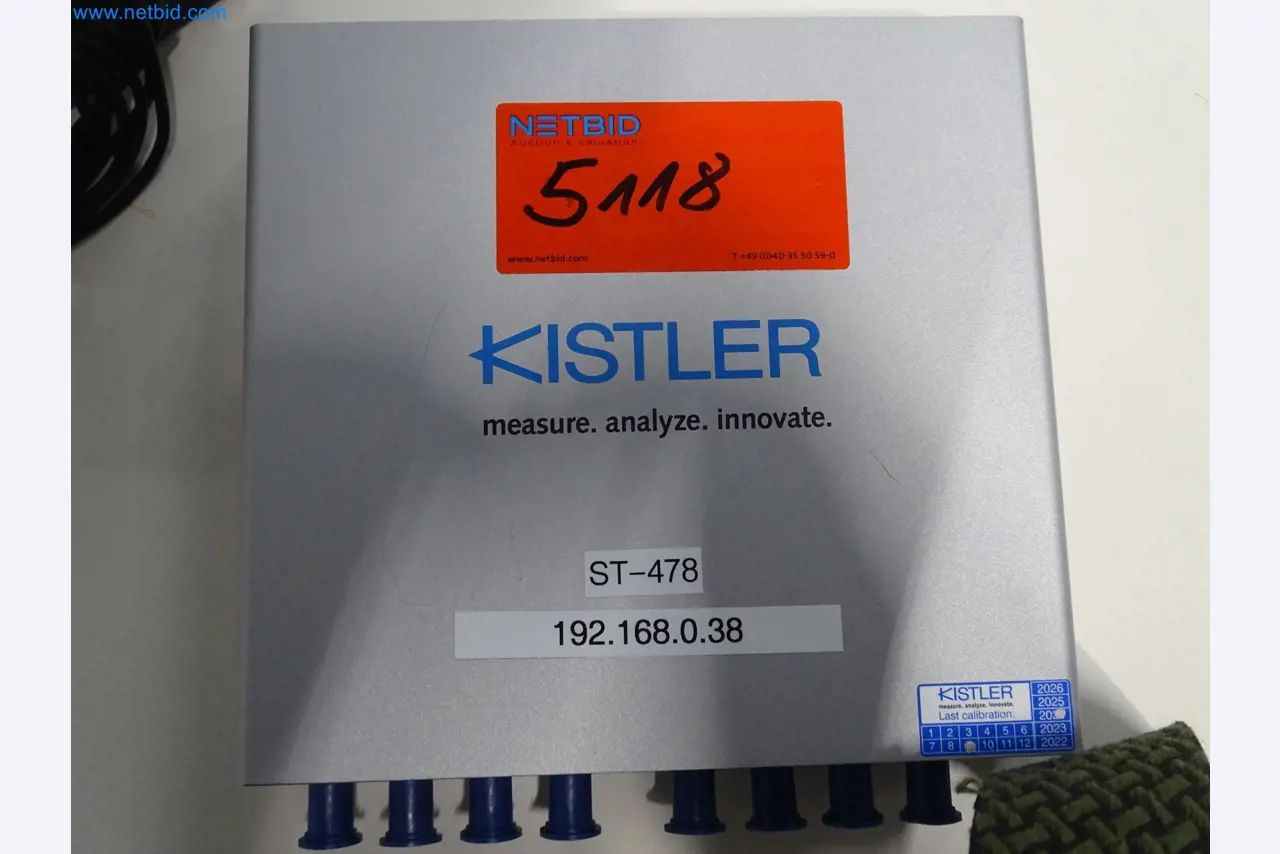 www.netbid.com
NETBID
Auction & Valuation
5118
www.netbid.com T +49 (0)40-35 50 59-0
KISTLER
measure. analyze. innovate.
ST-478
192.168.0.38
KISTLER
measure. analyze. innovate.
Last calibration:
2026
2025
2023
2022
1 2 3 4 5 6
7 8 10 11 12